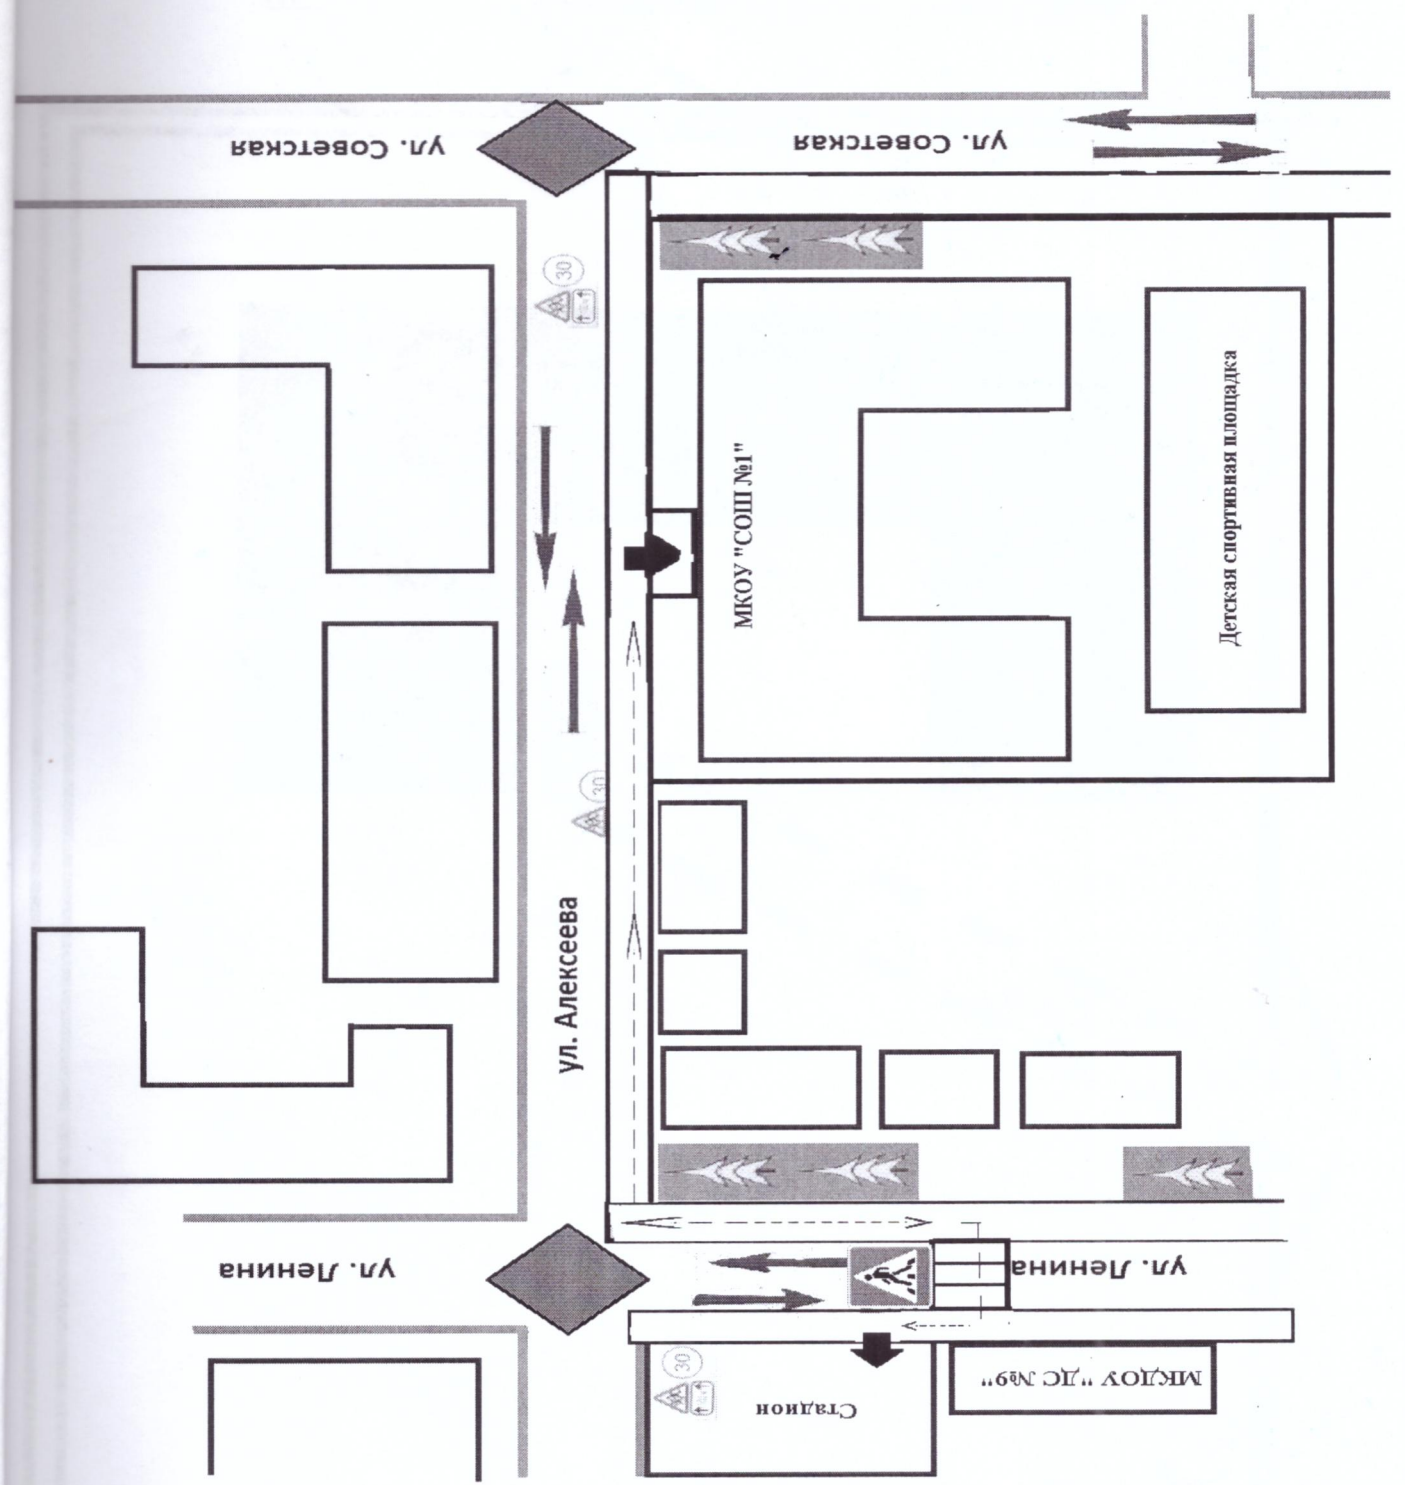 ул. Советская
ул. Советская
30
МКОУ "СОШ №1"
Детская спортивная площадка
30
ул. Алексеева
ул. Ленина
ул. Ленина
30
Стадион
МКДОУ "ДС №9"